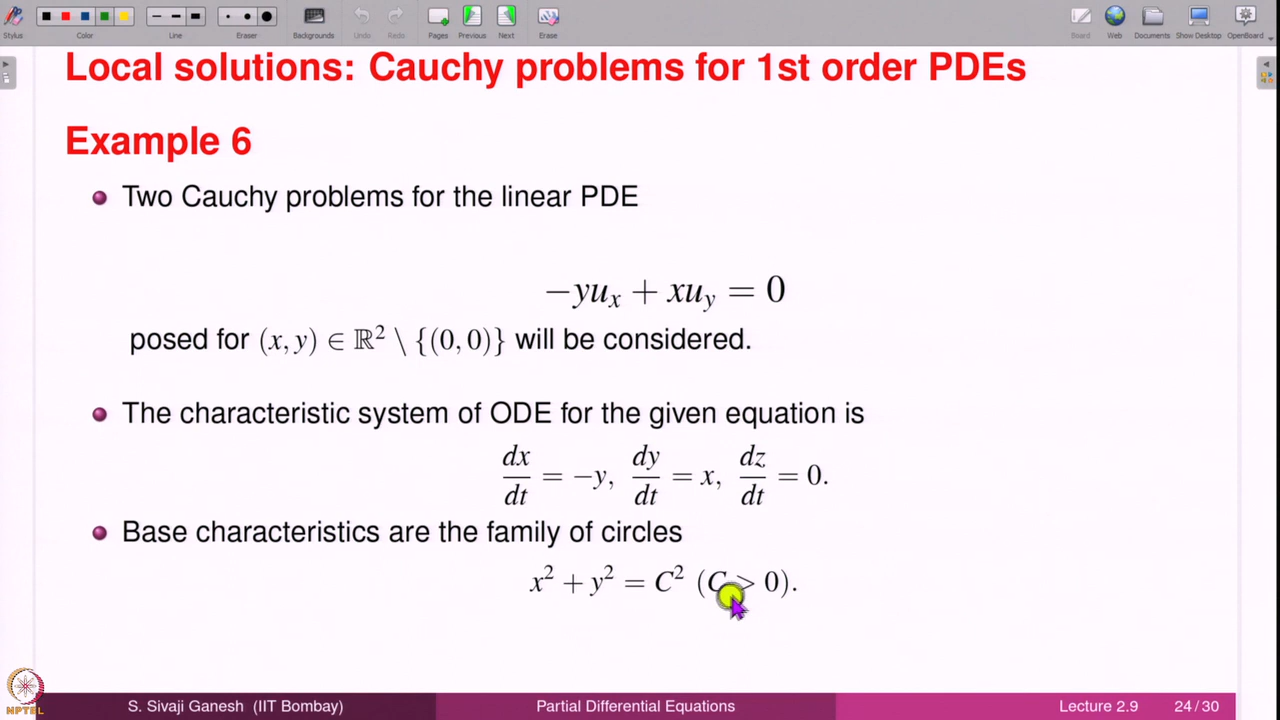 Stylus Color Line Eraser Backgrounds Undo Redo Pages Previous Next Erase Board Web Documents Show Desktop OpenBoard
Local solutions: Cauchy problems for 1st order PDEs
Example 6
Two Cauchy problems for the linear PDE
−yuₓ + xu_y = 0
posed for (x, y) ∈ ℝ² \ {(0, 0)} will be considered.
The characteristic system of ODE for the given equation is
dx/dt = −y, dy/dt = x, dz/dt = 0.
Base characteristics are the family of circles
x² + y² = C² (C > 0).
NPTEL
S. Sivaji Ganesh (IIT Bombay) Partial Differential Equations Lecture 2.9 24/30